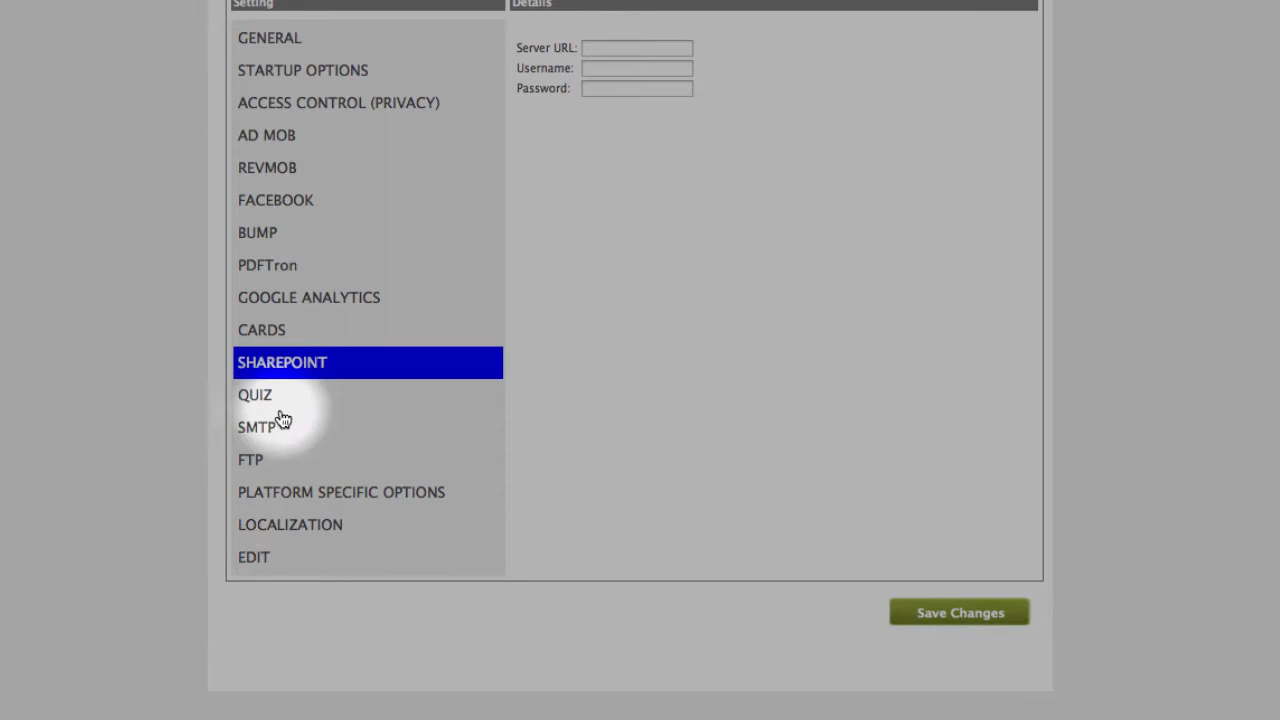 Setting
Details
GENERAL
STARTUP OPTIONS
ACCESS CONTROL (PRIVACY)
AD MOB
REVMOB
FACEBOOK
BUMP
PDFTron
GOOGLE ANALYTICS
CARDS
SHAREPOINT
QUIZ
SMTP
FTP
PLATFORM SPECIFIC OPTIONS
LOCALIZATION
EDIT
Server URL:
Username:
Password:
Save Changes